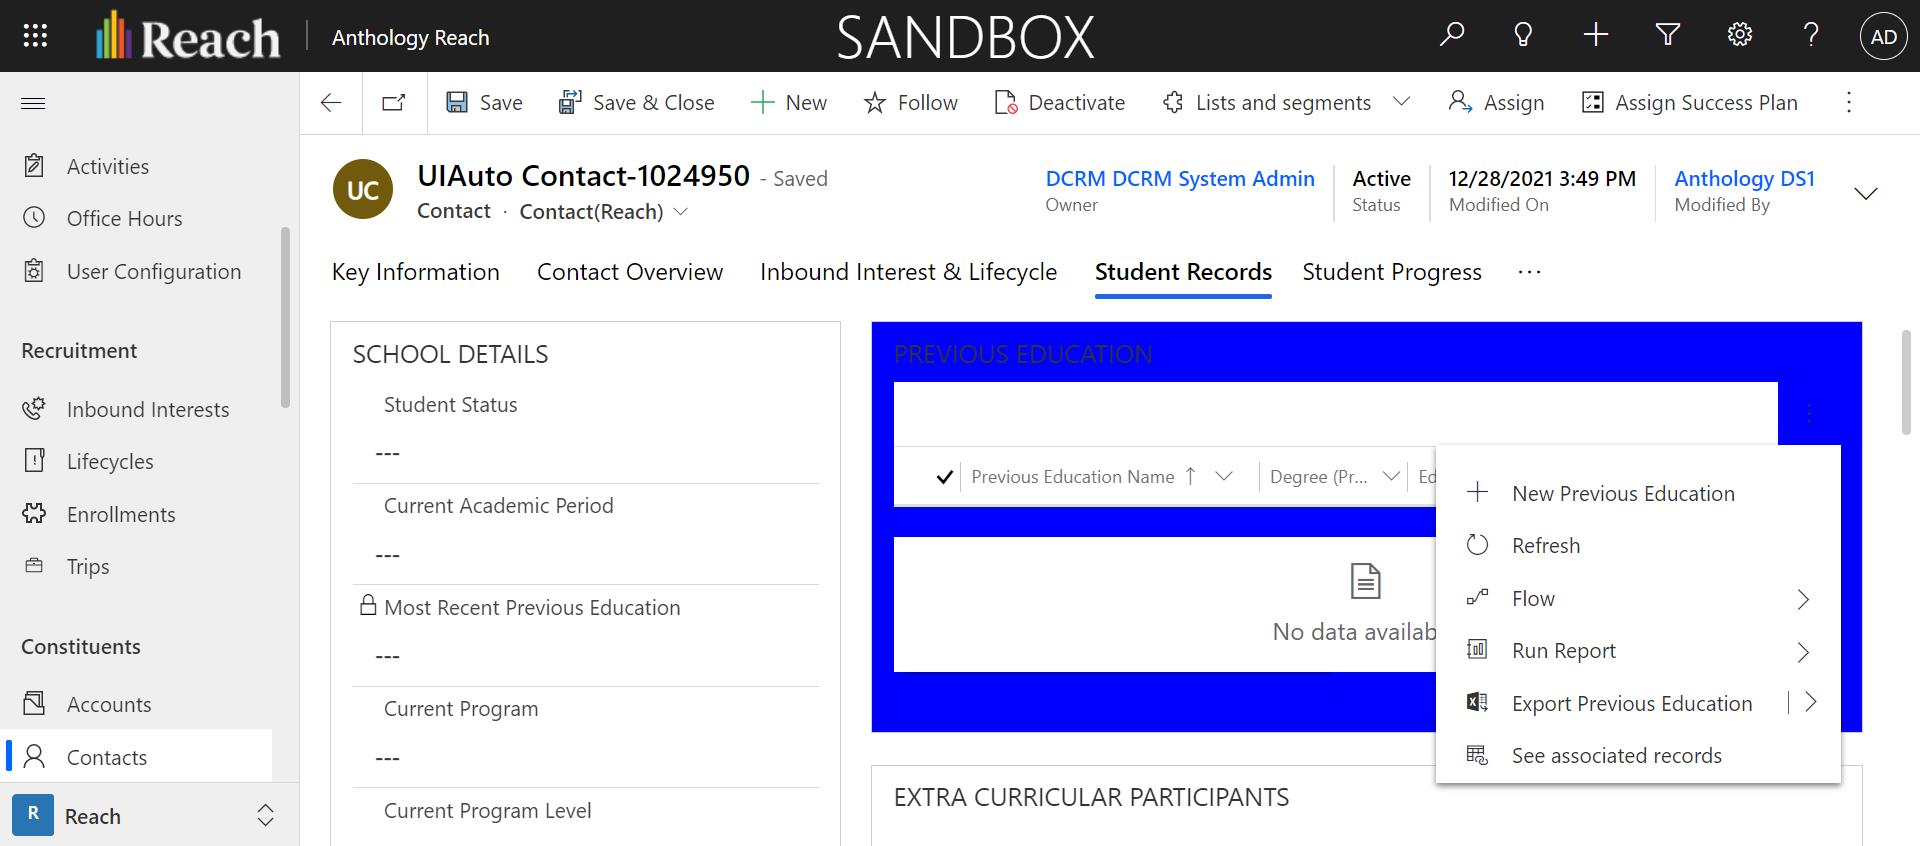 Reach
Anthology Reach
SANDBOX
AD
Save
Save & Close
New
Follow
Deactivate
Lists and segments
Assign
Assign Success Plan
Activities
Office Hours
User Configuration
Recruitment
Inbound Interests
Lifecycles
Enrollments
Trips
Constituents
Accounts
Contacts
R
Reach
UC
UIAuto Contact-1024950 - Saved
Contact · Contact(Reach)
DCRM DCRM System Admin
Owner
Active
Status
12/28/2021 3:49 PM
Modified On
Anthology DS1
Modified By
Key Information
Contact Overview
Inbound Interest & Lifecycle
Student Records
Student Progress
SCHOOL DETAILS
Student Status
---
Current Academic Period
---
Most Recent Previous Education
---
Current Program
---
Current Program Level
PREVIOUS EDUCATION
Previous Education Name
Degree (Pr...
Ed
No data availab
New Previous Education
Refresh
Flow
Run Report
Export Previous Education
See associated records
EXTRA CURRICULAR PARTICIPANTS